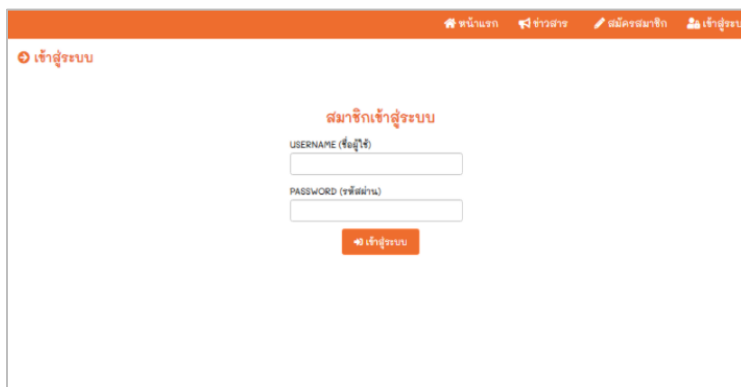 หน้าแรก ข่าวสาร สมัครสมาชิก เข้าสู่ระบบ
เข้าสู่ระบบ
สมาชิกเข้าสู่ระบบ
USERNAME (ชื่อผู้ใช้)
PASSWORD (รหัสผ่าน)
เข้าสู่ระบบ